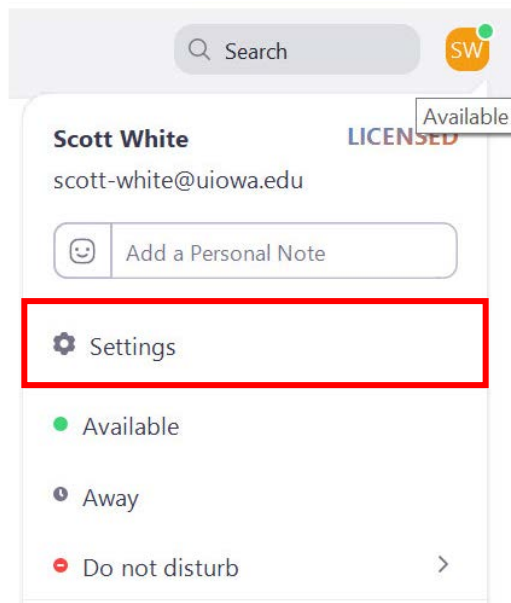 Search
SW
Available
Scott White LICENSED
scott-white@uiowa.edu
Add a Personal Note
Settings
Available
Away
Do not disturb